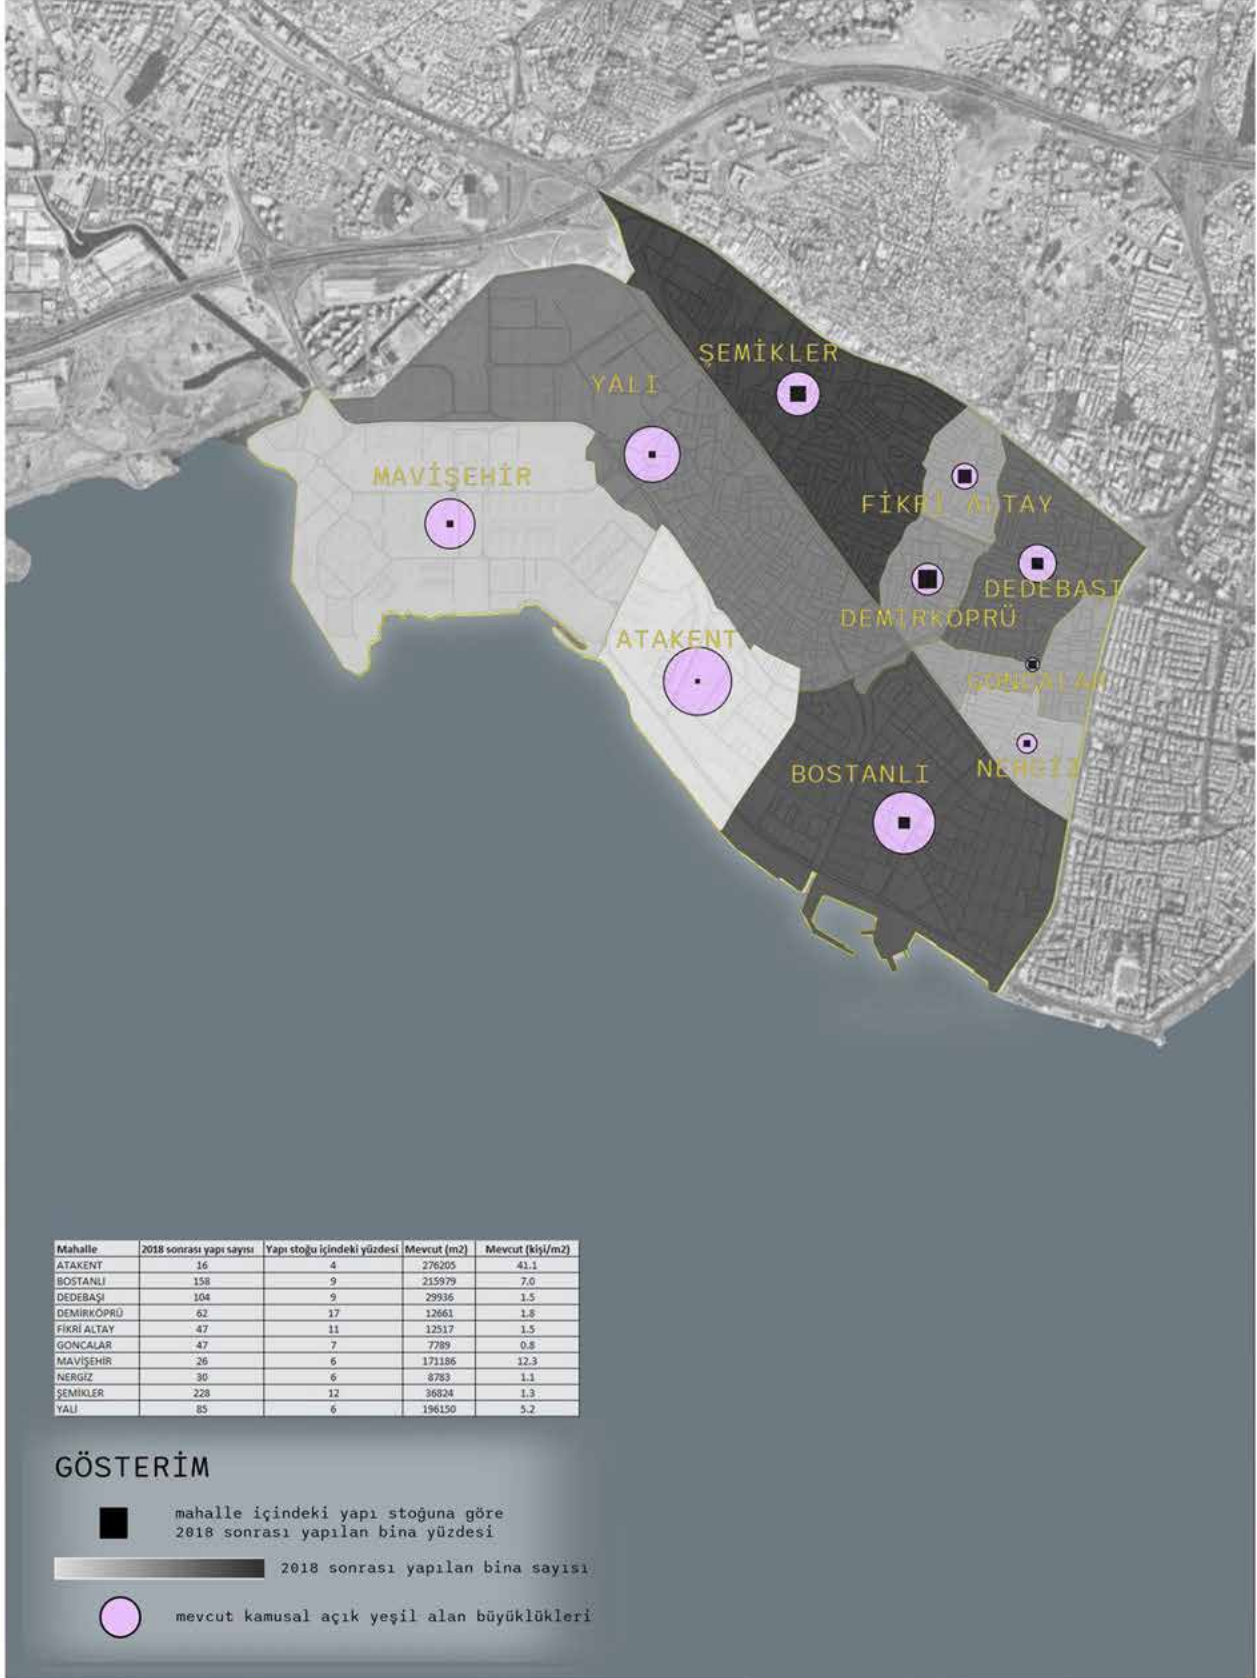 ŞEMİKLER
YALI
MAVİŞEHİR
FİKRİ ALTAY
DEDEBAŞI
DEMİRKÖPRÜ
ATAKENT
GONCALAR
BOSTANLI
NERGİZ
Mahalle 2018 sonrası yapı sayısı Yapı stoğu içindeki yüzdesi Mevcut (m2) Mevcut (kişi/m2)
ATAKENT 16 4 276205 41.1
BOSTANLI 158 9 215979 7.0
DEDEBAŞI 104 9 29936 1.5
DEMİRKÖPRÜ 62 17 12661 1.8
FİKRİ ALTAY 47 11 12517 1.5
GONCALAR 47 7 7789 0.8
MAVİŞEHİR 26 6 171186 12.3
NERGİZ 30 6 8783 1.1
ŞEMİKLER 228 12 36824 1.3
YALI 85 6 196150 5.2
GÖSTERİM
mahalle içindeki yapı stoğuna göre
2018 sonrası yapılan bina yüzdesi
2018 sonrası yapılan bina sayısı
mevcut kamusal açık yeşil alan büyüklükleri